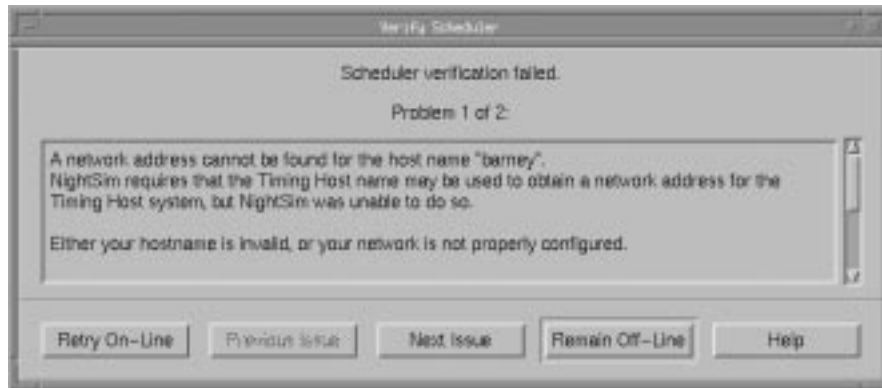 Verify Scheduler
Scheduler verification failed.
Problem 1 of 2:
A network address cannot be found for the host name "barney".
NightSim requires that the Timing Host name may be used to obtain a network address for the
Timing Host system, but NightSim was unable to do so.
Either your hostname is invalid, or your network is not properly configured.
Retry On-Line Previous Issue Next Issue Remain Off-Line Help